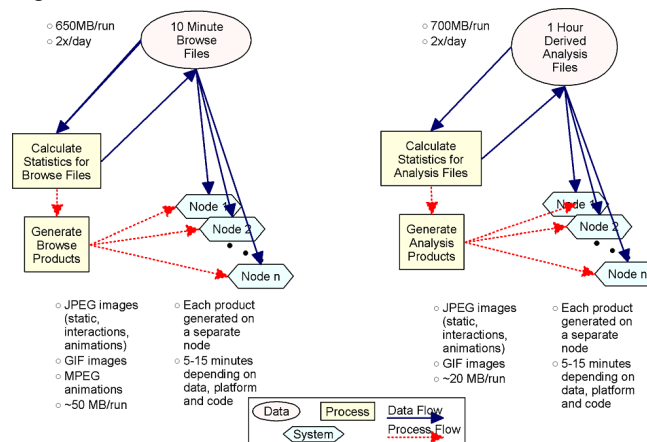 ○ 650MB/run
○ 2x/day
10 Minute
Browse
Files
Calculate
Statistics for
Browse Files
Generate
Browse
Products
Node 1
Node 2
Node n
○ JPEG images
(static,
interactions,
animations)
○ GIF images
○ MPEG
animations
○ ~50 MB/run
○ Each product
generated on
a separate
node
○ 5-15 minutes
depending on
data, platform
and code
○ 700MB/run
○ 2x/day
1 Hour
Derived
Analysis
Files
Calculate
Statistics for
Analysis Files
Generate
Analysis
Products
Node 1
Node 2
Node n
○ JPEG images
(static,
interactions,
animations)
○ GIF images
○ ~20 MB/run
○ Each product
generated on
a separate
node
○ 5-15 minutes
depending on
data, platform
and code
Data
Process
Data Flow
System
Process Flow